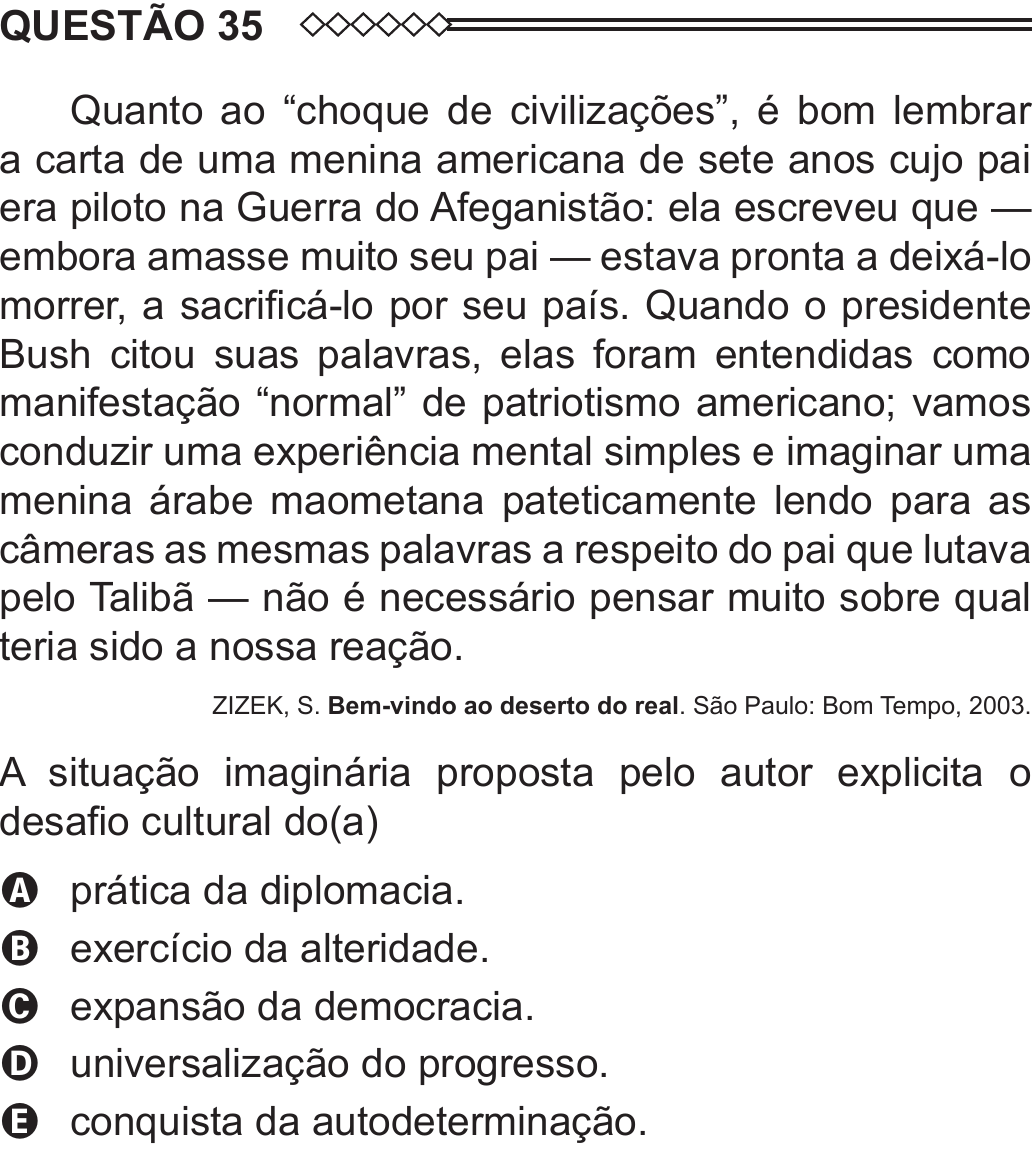 QUESTÃO 35
Quanto ao “choque de civilizações”, é bom lembrar
a carta de uma menina americana de sete anos cujo pai
era piloto na Guerra do Afeganistão: ela escreveu que —
embora amasse muito seu pai — estava pronta a deixá-lo
morrer, a sacrificá-lo por seu país. Quando o presidente
Bush citou suas palavras, elas foram entendidas como
manifestação “normal” de patriotismo americano; vamos
conduzir uma experiência mental simples e imaginar uma
menina árabe maometana pateticamente lendo para as
câmeras as mesmas palavras a respeito do pai que lutava
pelo Talibã — não é necessário pensar muito sobre qual
teria sido a nossa reação.
ZIZEK, S. Bem-vindo ao deserto do real. São Paulo: Bom Tempo, 2003.
A situação imaginária proposta pelo autor explicita o
desafio cultural do(a)
A prática da diplomacia.
B exercício da alteridade.
C expansão da democracia.
D universalização do progresso.
E conquista da autodeterminação.